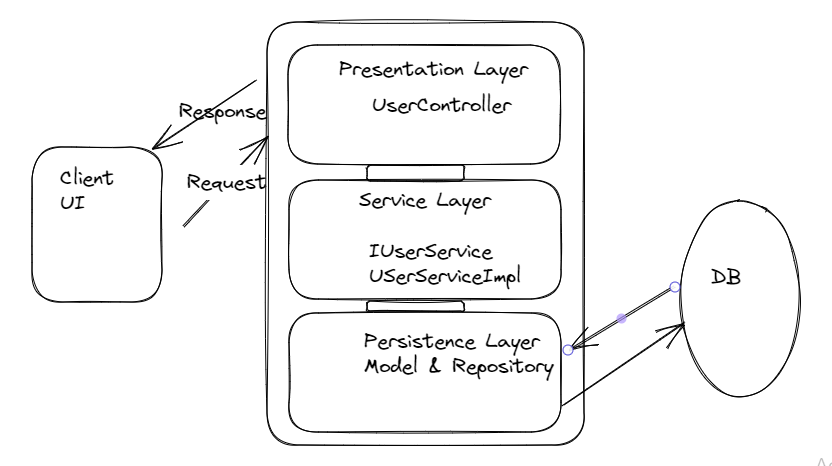 Presentation Layer
UserController
Response
Client
UI
Request
Service Layer
IUserService
USerServiceImpl
DB
Persistence Layer
Model & Repository